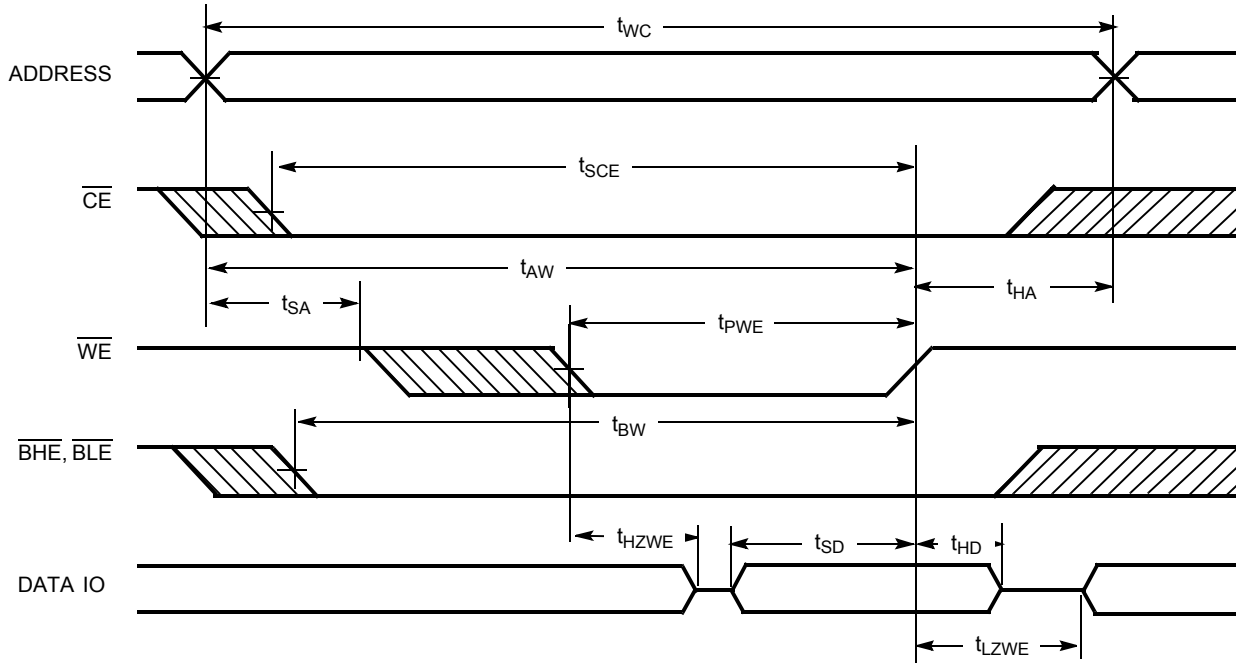 tWC
ADDRESS
tSCE
CE
tAW
tSA
tHA
tPWE
WE
tBW
BHE, BLE
tHZWE
tSD
tHD
DATA IO
tLZWE